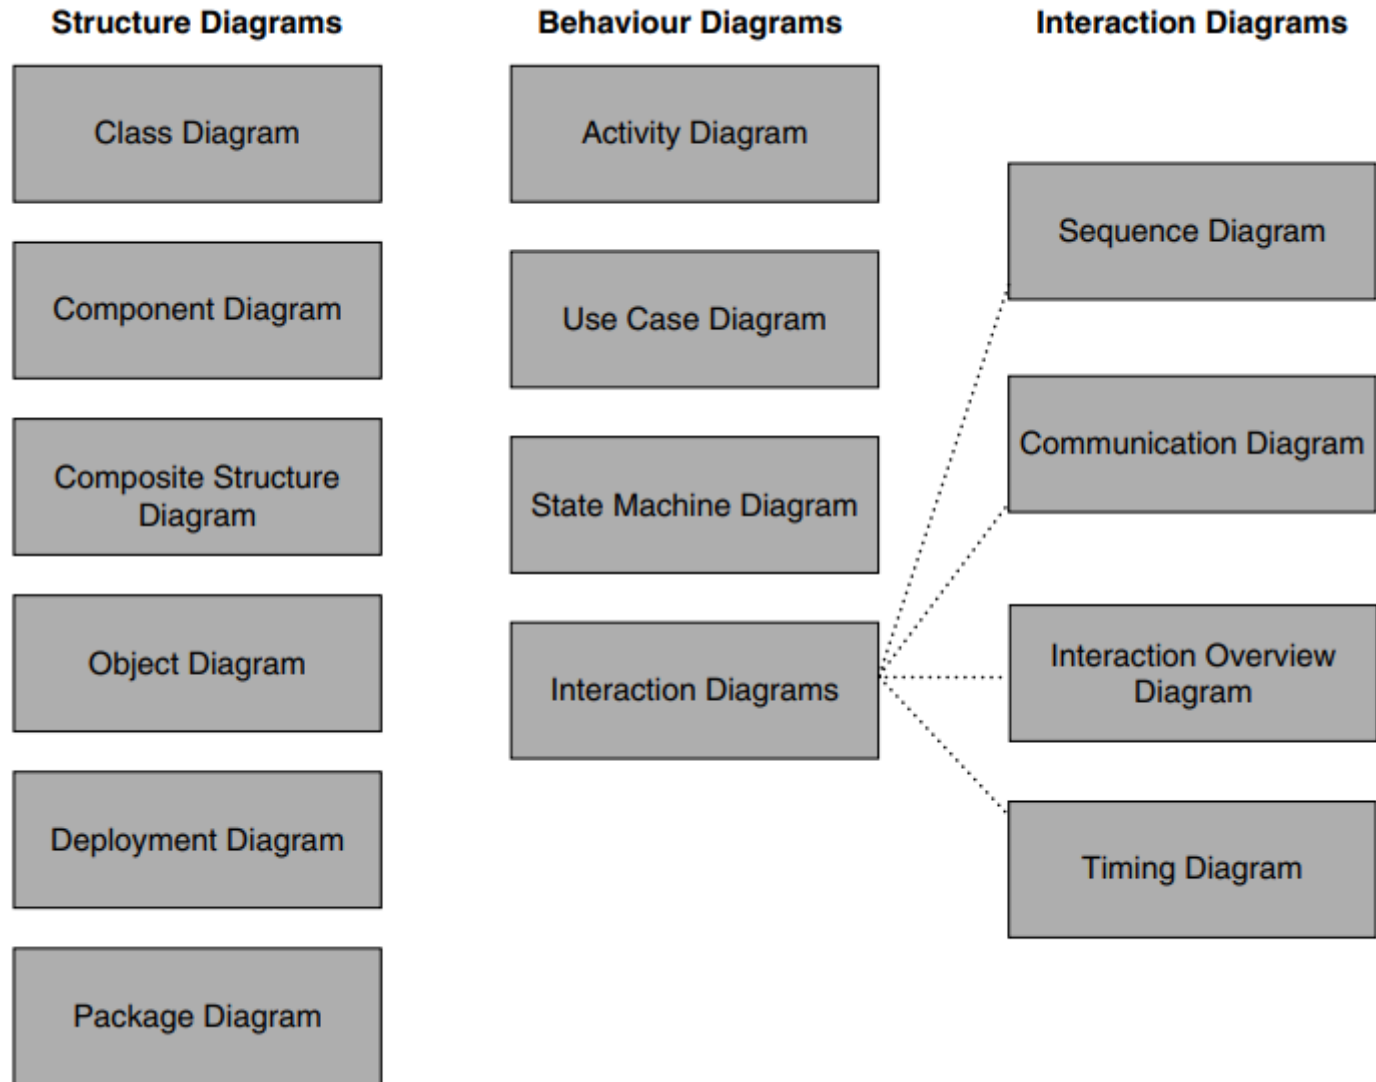 Structure Diagrams
Class Diagram
Component Diagram
Composite Structure
Diagram
Object Diagram
Deployment Diagram
Package Diagram
Behaviour Diagrams
Activity Diagram
Use Case Diagram
State Machine Diagram
Interaction Diagrams
Interaction Diagrams
Sequence Diagram
Communication Diagram
Interaction Overview
Diagram
Timing Diagram